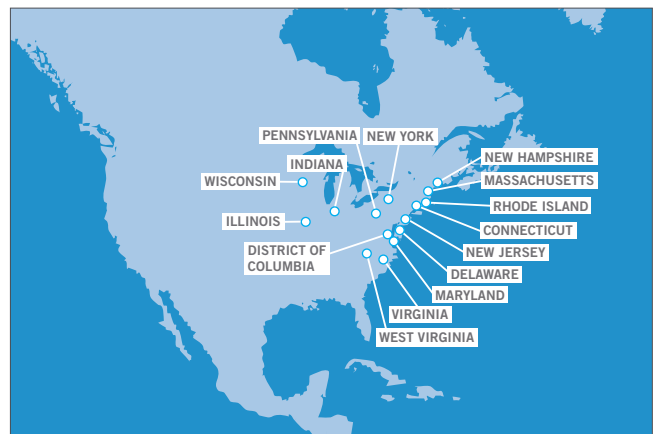 PENNSYLVANIA
NEW YORK
INDIANA
NEW HAMPSHIRE
WISCONSIN
MASSACHUSETTS
RHODE ISLAND
ILLINOIS
CONNECTICUT
DISTRICT OF
COLUMBIA
NEW JERSEY
DELAWARE
MARYLAND
VIRGINIA
WEST VIRGINIA